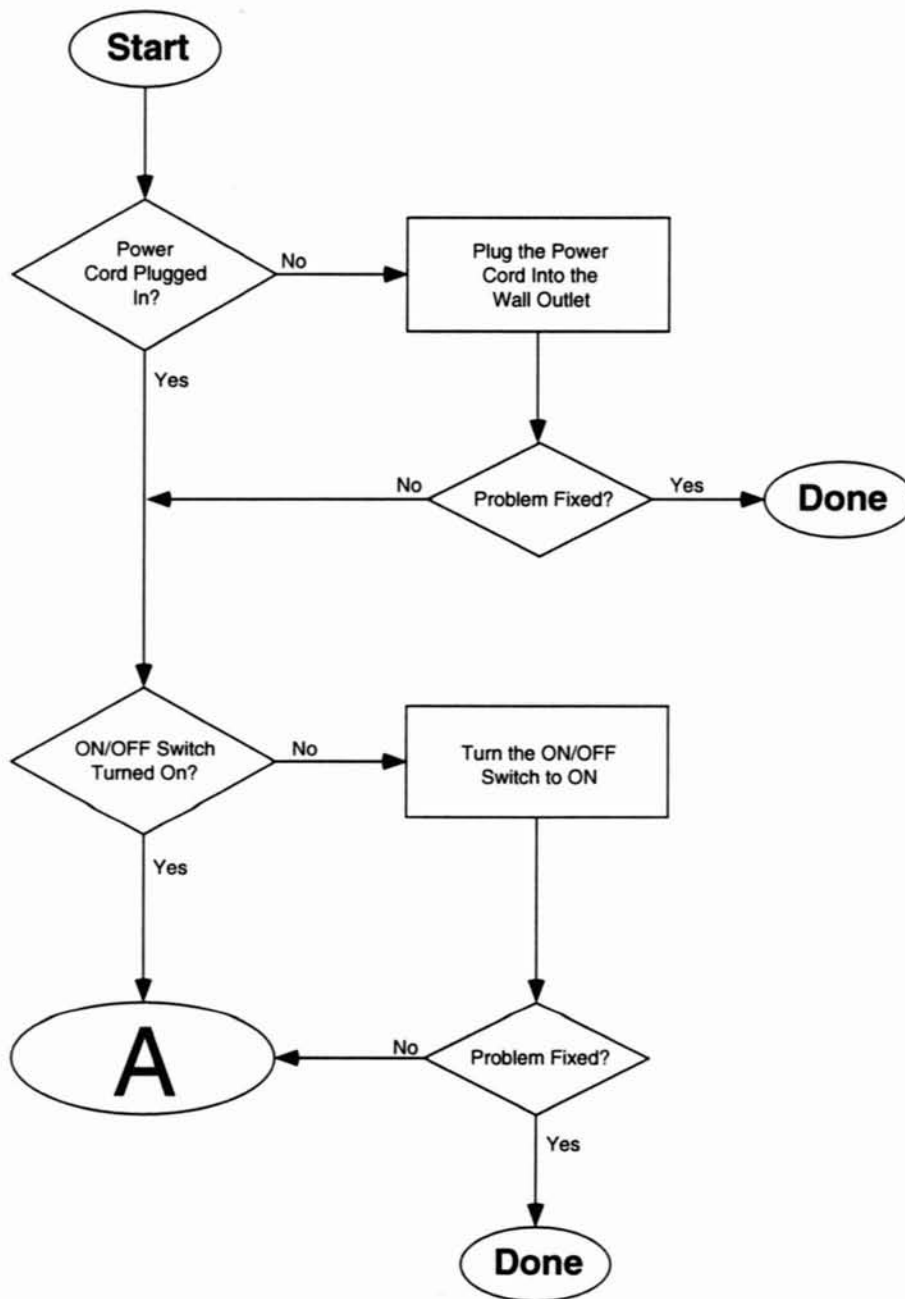 Start
Power
Cord Plugged
In?
No
Plug the Power
Cord Into the
Wall Outlet
Yes
No
Problem Fixed?
Yes
Done
ON/OFF Switch
Turned On?
No
Turn the ON/OFF
Switch to ON
Yes
A
No
Problem Fixed?
Yes
Done